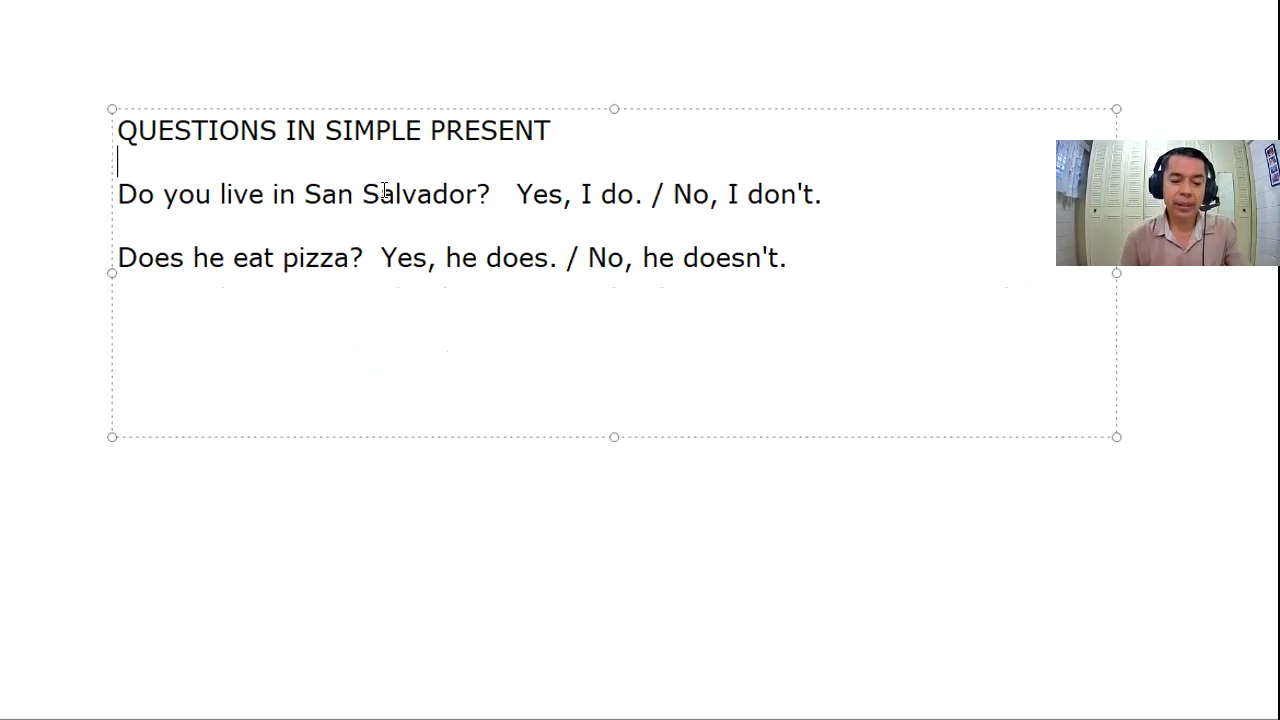 QUESTIONS IN SIMPLE PRESENT
Do you live in San Salvador?   Yes, I do. / No, I don't.
Does he eat pizza?  Yes, he does. / No, he doesn't.